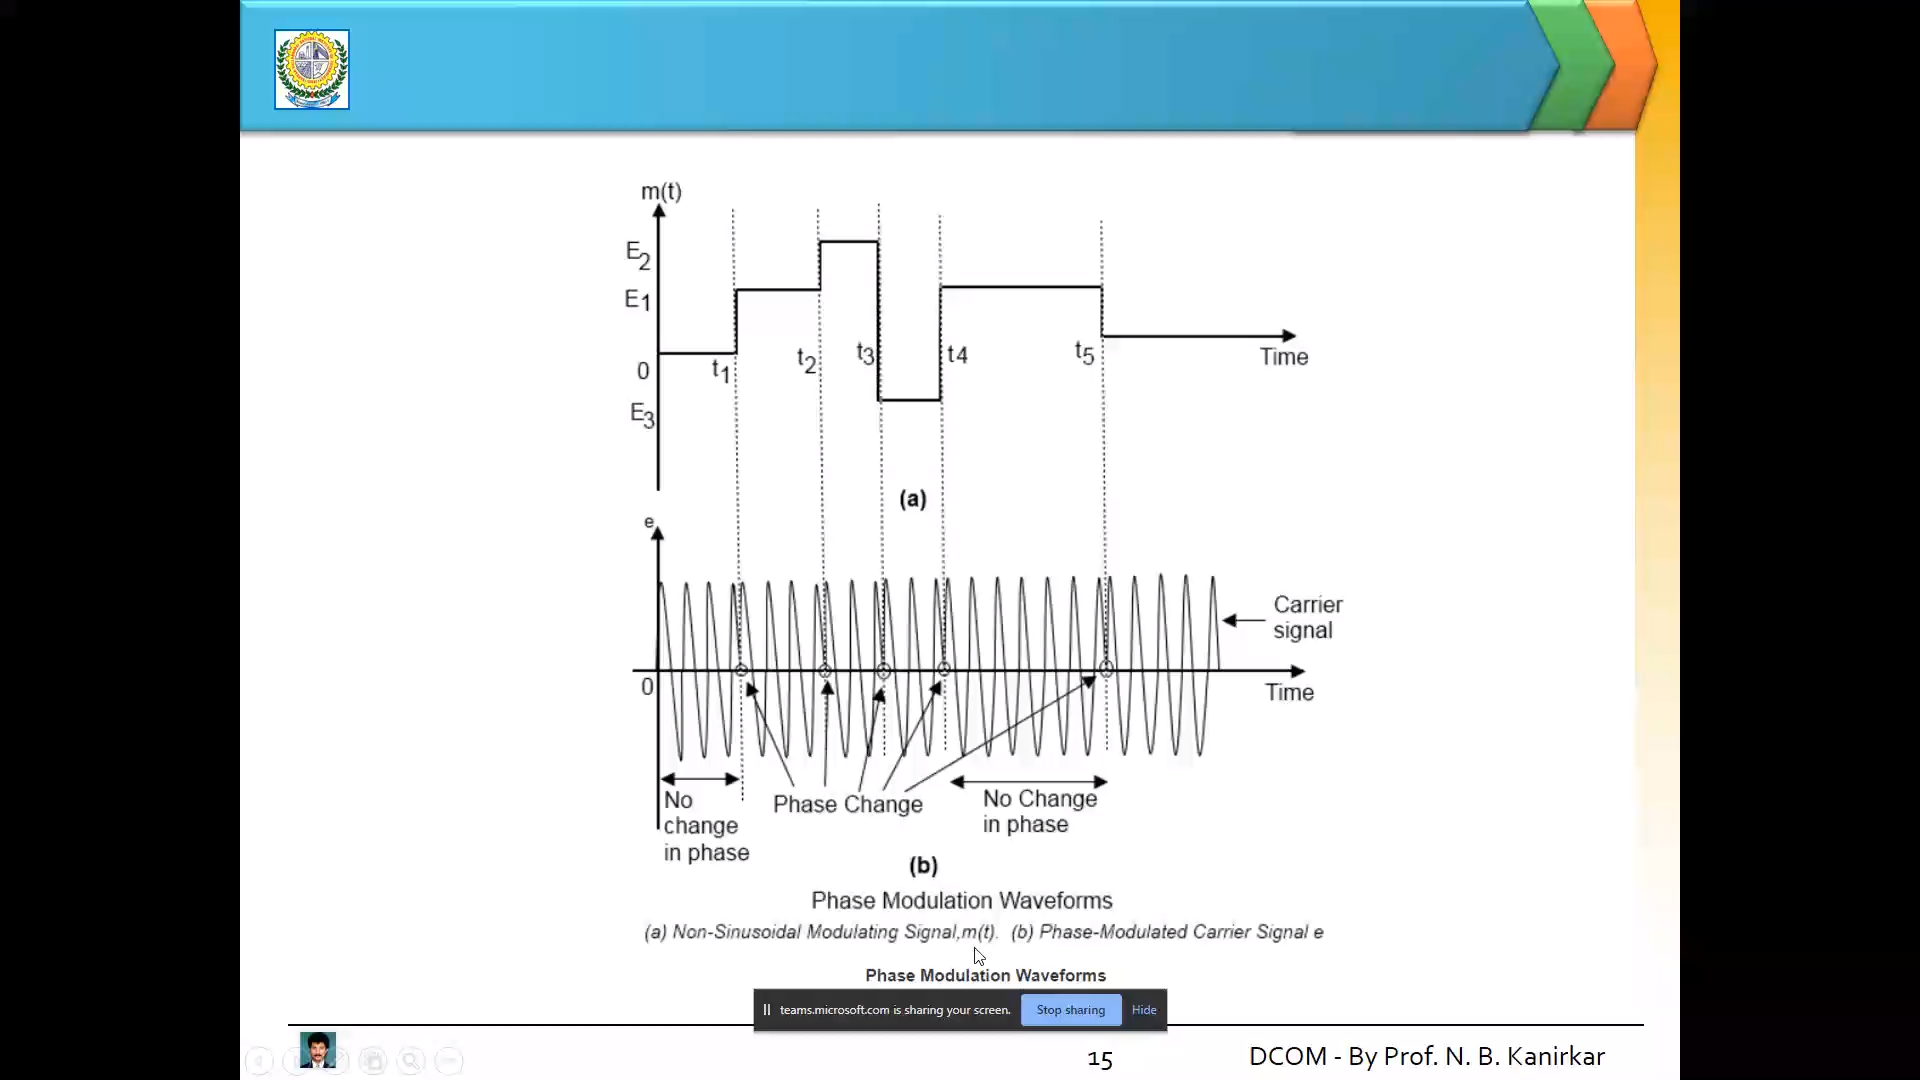 m(t)
E2
E1
0
E3
t1
t2
t3
t4
t5
Time
(a)
e
0
Carrier
signal
Time
No
change
in phase
Phase Change
No Change
in phase
(b)
Phase Modulation Waveforms
(a) Non-Sinusoidal Modulating Signal,m(t). (b) Phase-Modulated Carrier Signal e
Phase Modulation Waveforms
teams.microsoft.com is sharing your screen. Stop sharing Hide
15 DCOM - By Prof. N. B. Kanirkar